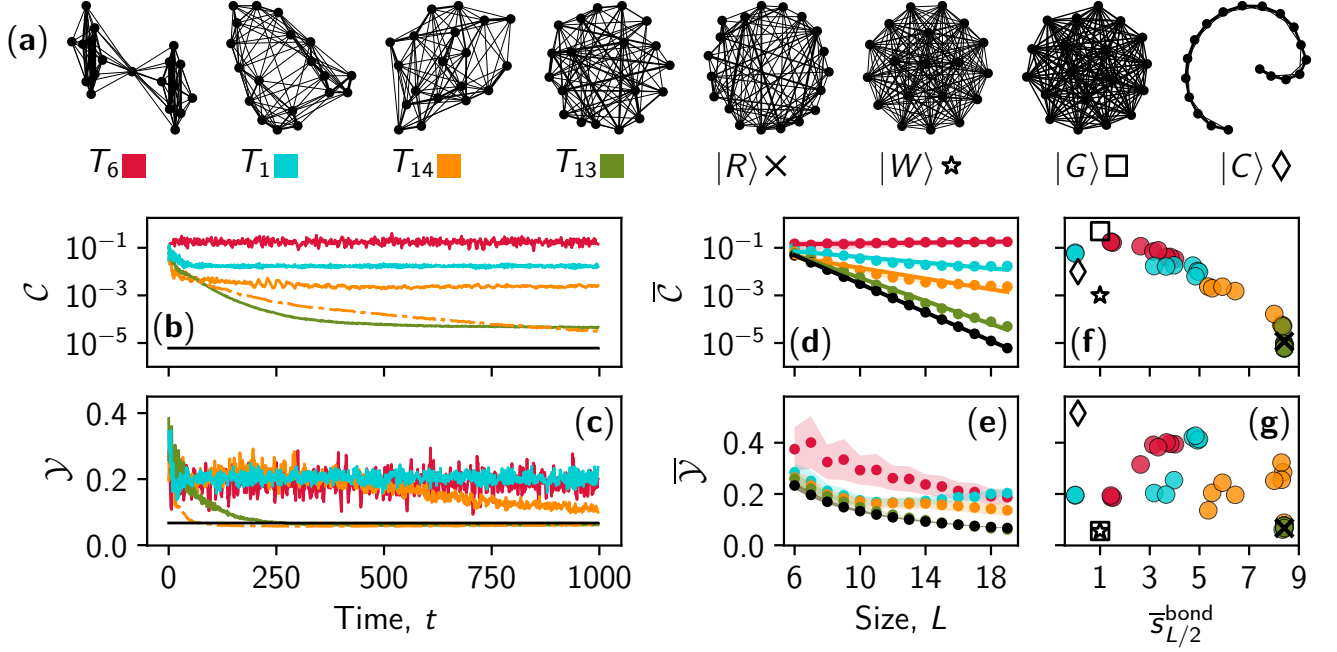 (a)
T₆ T₁ T₁₄ T₁₃ |R⟩ |W⟩ |G⟩ |C⟩
10⁻¹
10⁻³
10⁻⁵
C
(b)
C̅
(d)
(f)
0.4
0.2
0.0
Y
(c)
Y̅
0.4
0.2
0.0
(e)
(g)
0 250 500 750 1000
6 10 14 18
1 3 5 7 9
Time, t
Size, L
s̅ᵇᵒⁿᵈ_L/2
10⁻¹
10⁻³
10⁻⁵